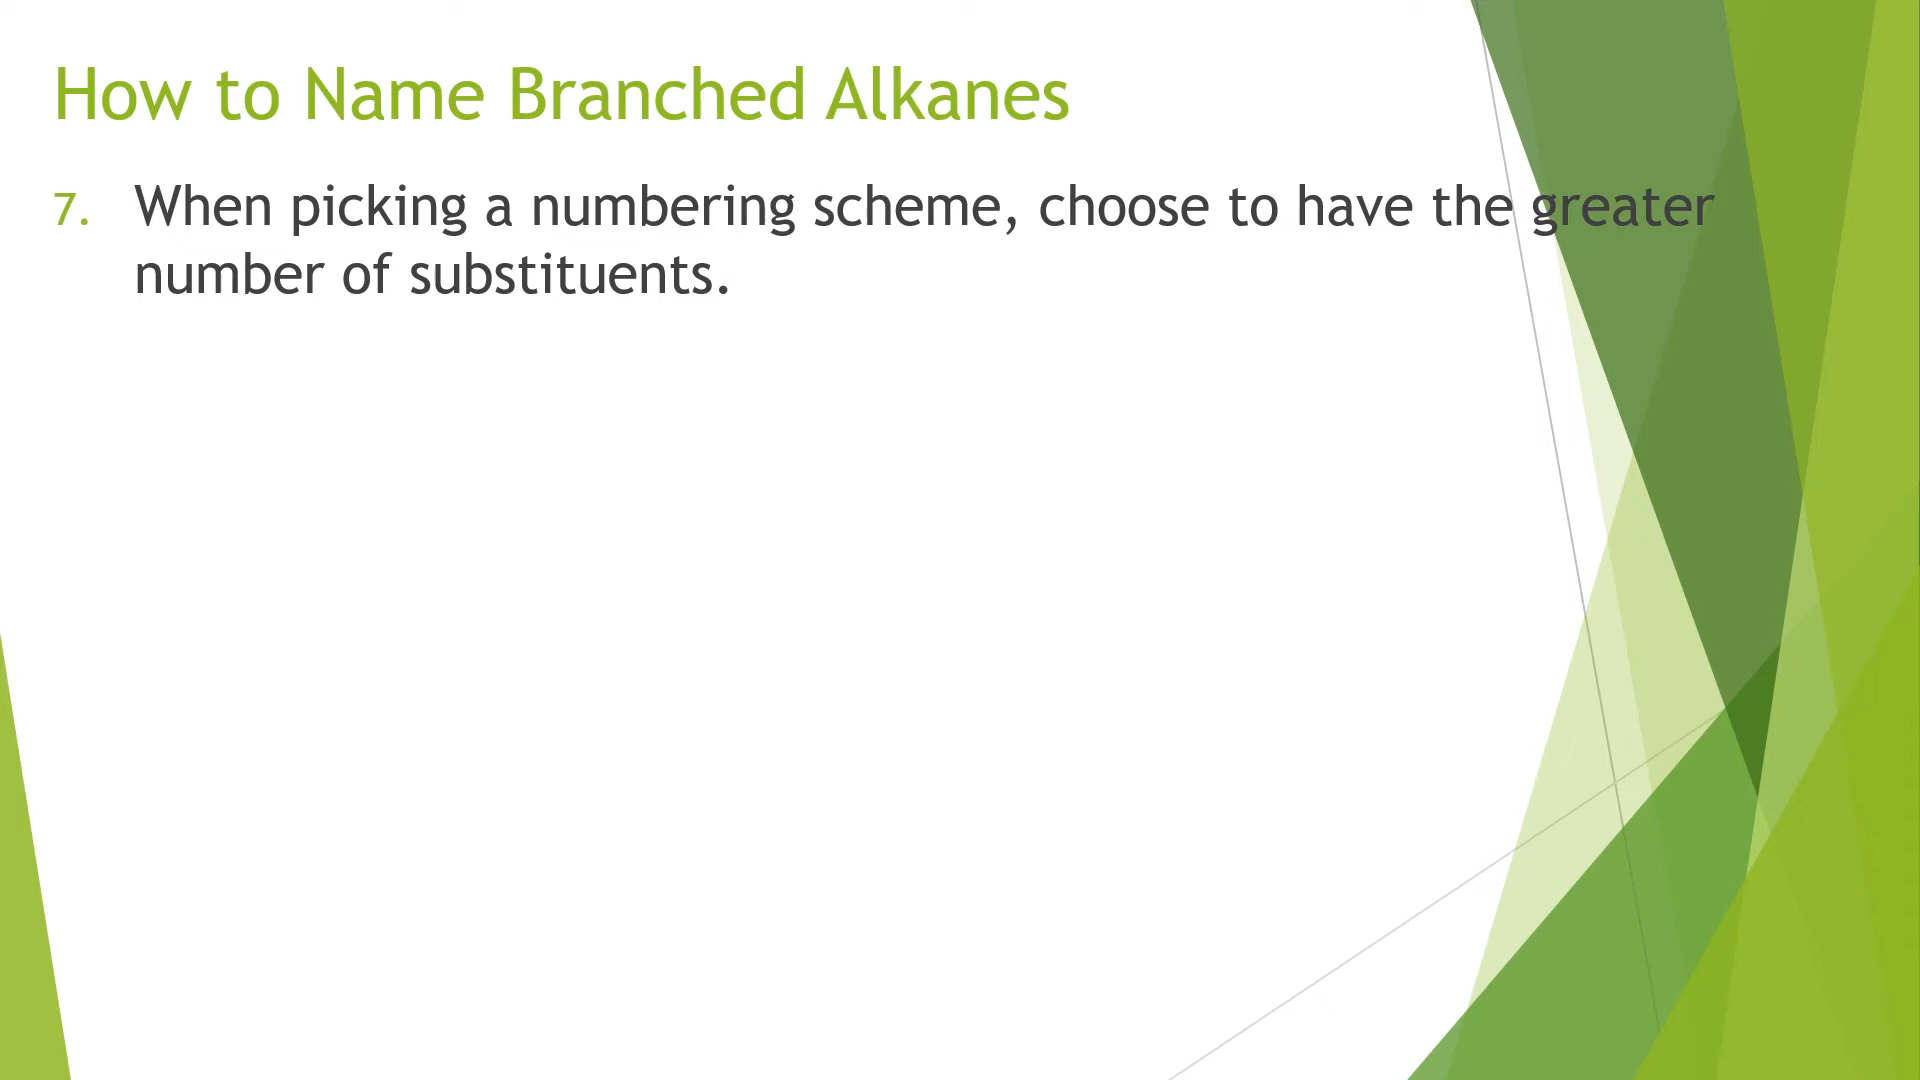 How to Name Branched Alkanes
7. When picking a numbering scheme, choose to have the greater
number of substituents.